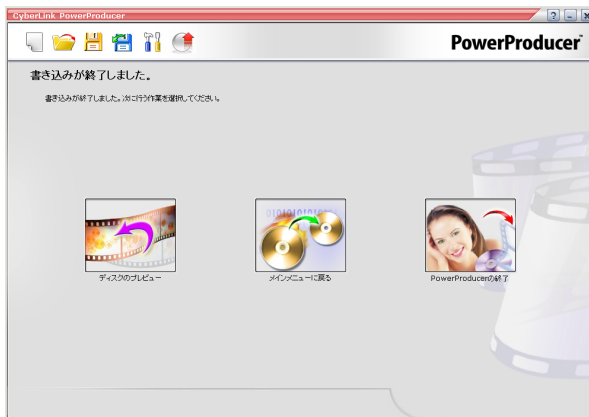 CyberLink PowerProducer
PowerProducer
書き込みが終了しました。
書き込みが終了しました。次に行う作業を選択してください。
010101010101
ディスクのプレビュー
メインメニューに戻る
PowerProducerの終了